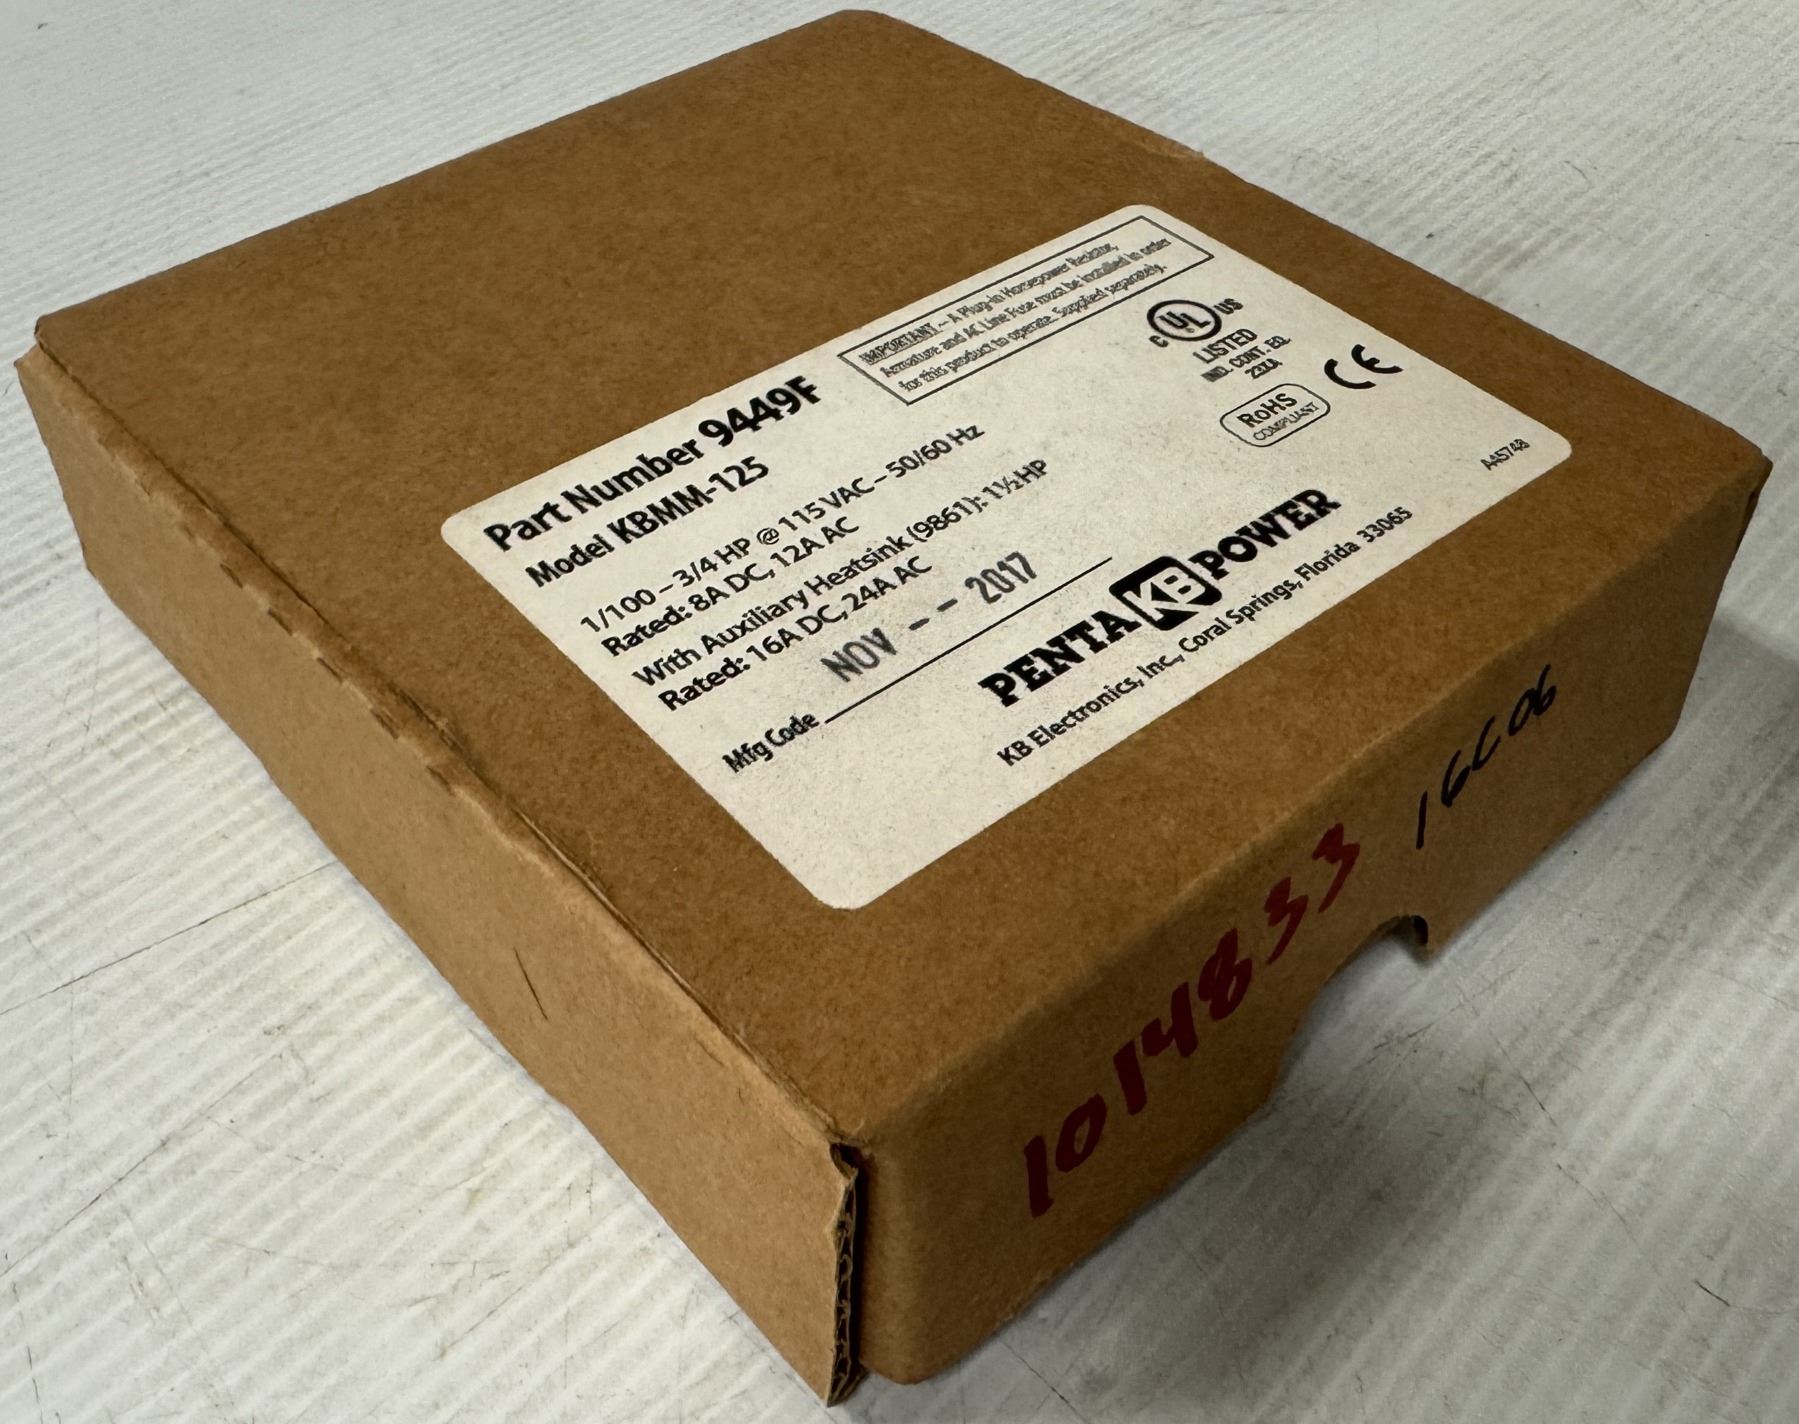 Part Number 9449F
Model KBMM-125
1/100 – 3/4 HP @ 115 VAC – 50/60 Hz
Rated: 8A DC, 12A AC
With Auxiliary Heatsink (9861): 1½ HP
Rated: 16A DC, 24A AC
NOV - - 2017
Mfg Code
IMPORTANT – A Plug-in Horsepower Resistor,
Armature and AC Line Fuse must be installed in order
for this product to operate. Supplied separately.
C UL US
LISTED
IND. CONT. EQ.
23ZA
RoHS
COMPLIANT
CE
PENTA KB POWER
KB Electronics, Inc., Coral Springs, Florida 33065
A45748
1014833
16C06